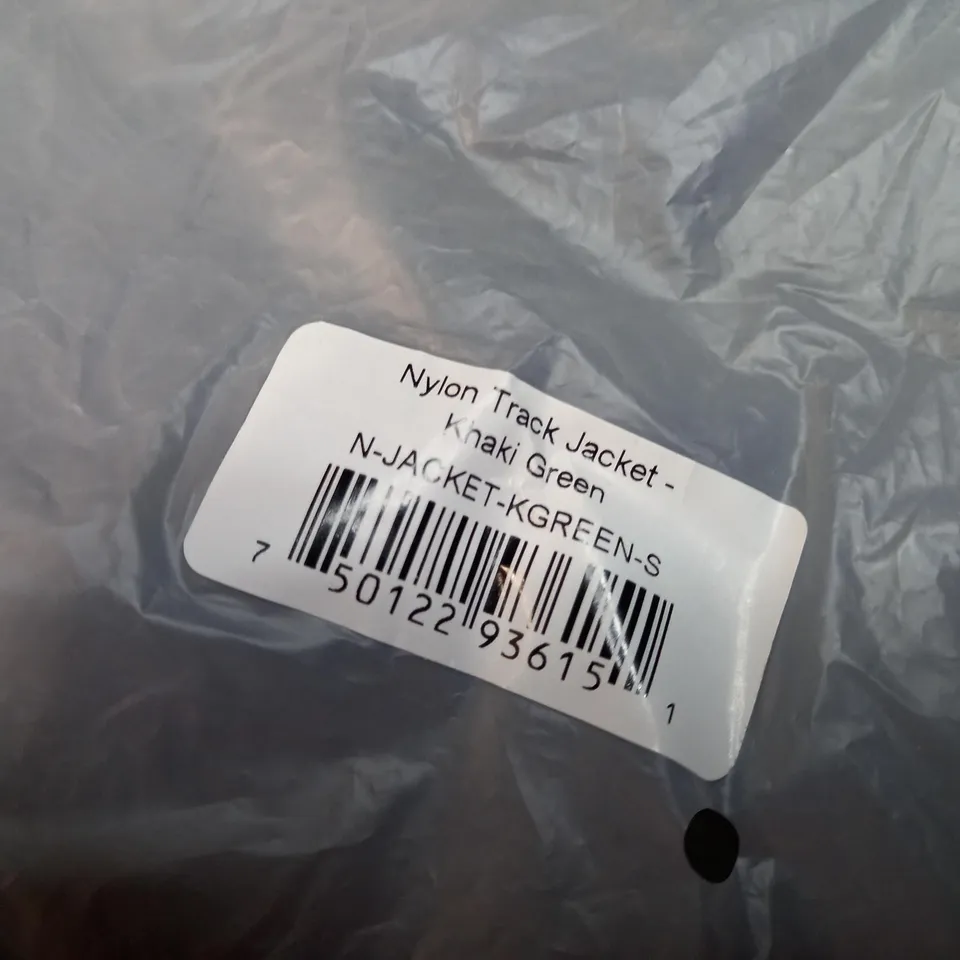 Nylon Track Jacket -
Khaki Green
N-JACKET-KGREEN-S
7 50122 93615 1